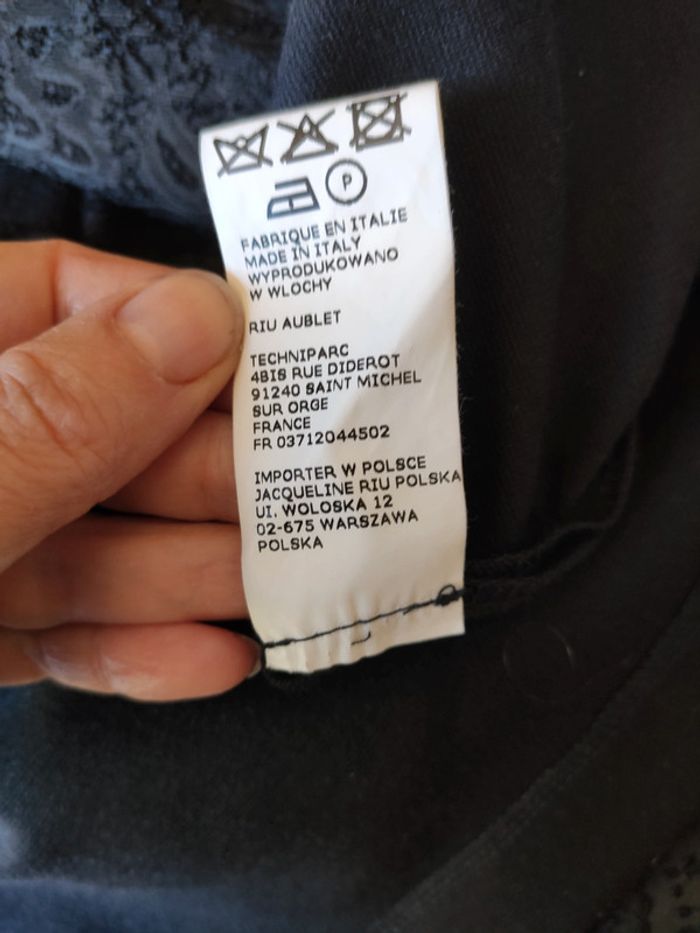 P
FABRIQUE EN ITALIE
MADE IN ITALY
WYPRODUKOWANO
W WLOCHY
RIU AUBLET
TECHNIPARC
4BIS RUE DIDEROT
91240 SAINT MICHEL
SUR ORGE
FRANCE
FR 03712044502
IMPORTER W POLSCE
JACQUELINE RIU POLSKA
UI. WOLOSKA 12
02-675 WARSZAWA
POLSKA